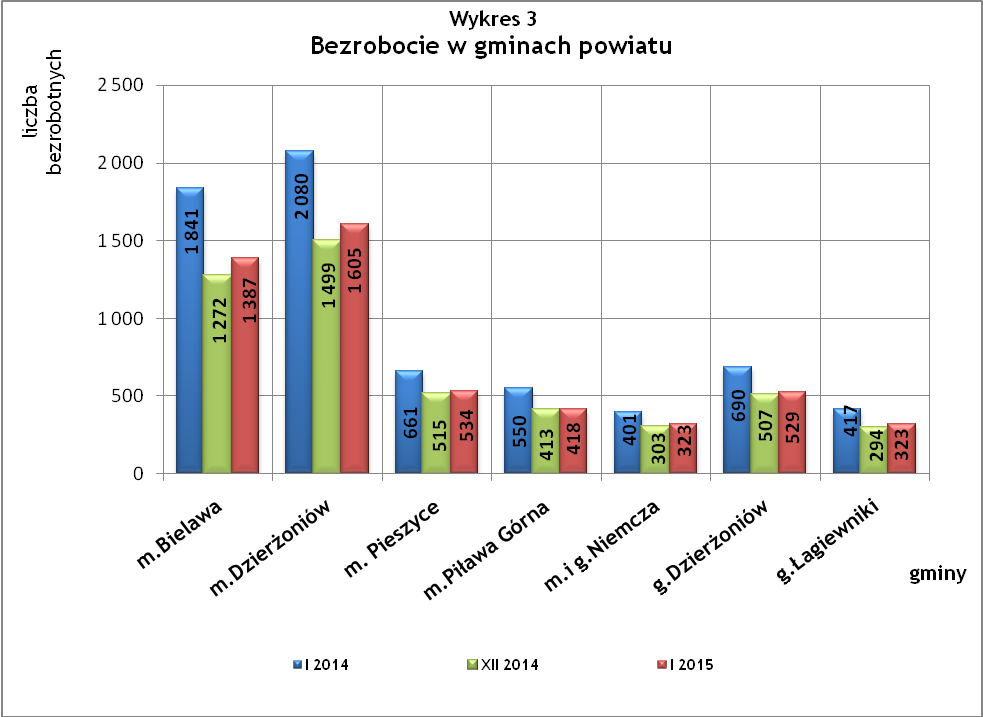 Wykres 3
Bezrobocie w gminach powiatu
liczba
bezrobotnych
2 500
2 000
1 500
1 000
500
0
1 841
1 272
1 387
2 080
1 499
1 605
661
515
534
550
413
418
401
303
323
690
507
529
417
294
323
m.Bielawa
m.Dzierżoniów
m. Pieszyce
m.Piława Górna
m.i g.Niemcza
g.Dzierżoniów
g.Łagiewniki
gminy
I 2014
XII 2014
I 2015